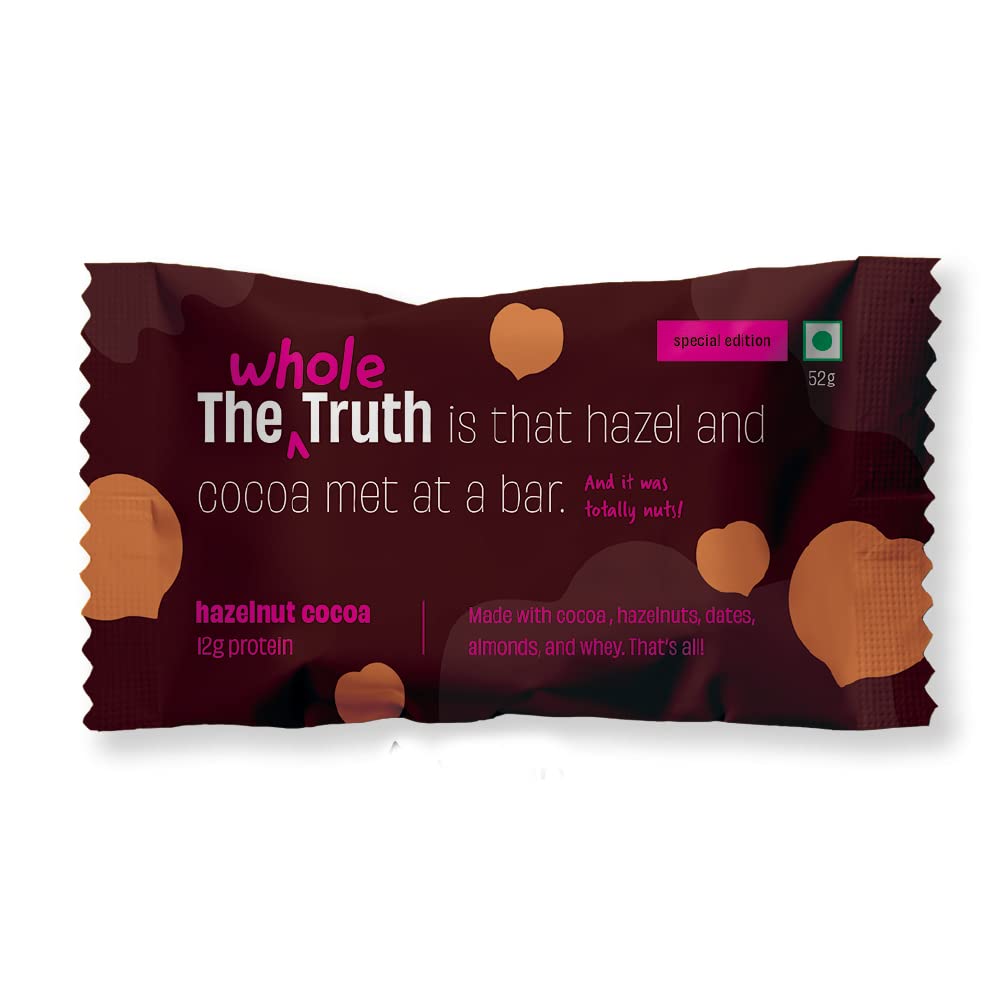 special edition
52g
whole
The ^ Truth is that hazel and
cocoa met at a bar.
And it was
totally nuts!
hazelnut cocoa
12g protein
Made with cocoa, hazelnuts, dates,
almonds, and whey. That's all!